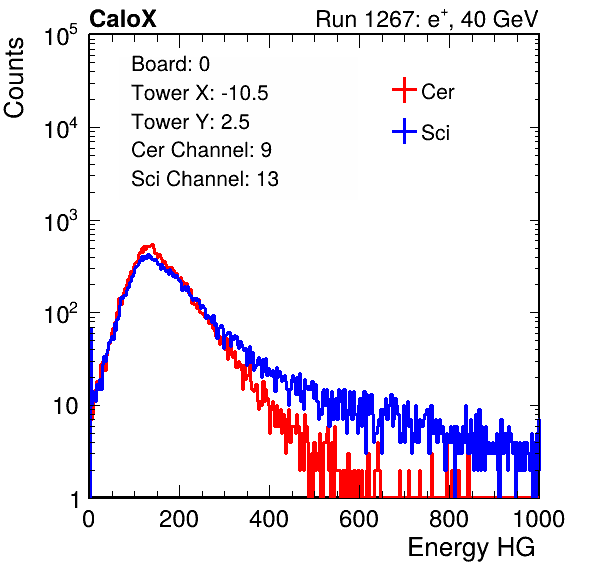 CaloX
Run 1267: e⁺, 40 GeV
Counts
10⁵
10⁴
10³
10²
10
1
Board: 0
Tower X: -10.5
Tower Y: 2.5
Cer Channel: 9
Sci Channel: 13
Cer
Sci
0 200 400 600 800 1000
Energy HG